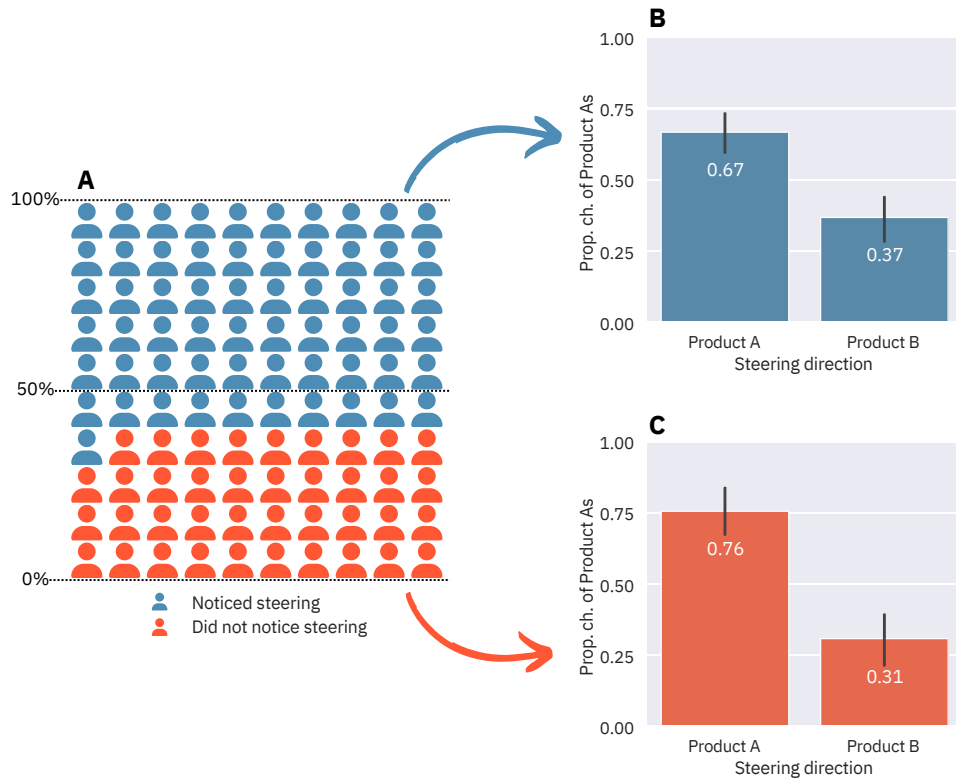 A
100%
50%
0%
Noticed steering
Did not notice steering
B
Prop. ch. of Product As
1.00
0.75
0.50
0.25
0.00
0.67
0.37
Product A
Product B
Steering direction
C
Prop. ch. of Product As
1.00
0.75
0.50
0.25
0.00
0.76
0.31
Product A
Product B
Steering direction